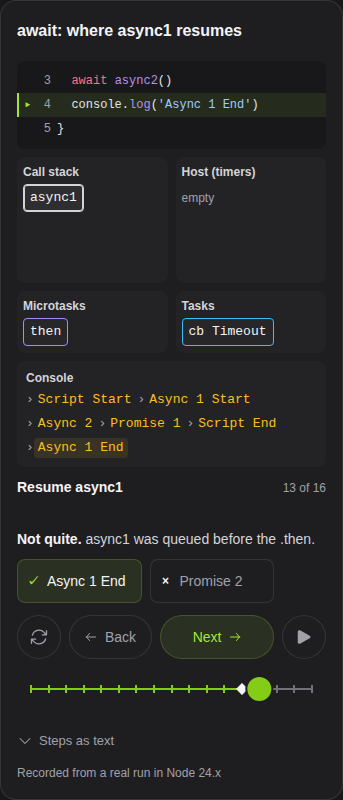 await: where async1 resumes
3 await async2()
4 console.log('Async 1 End')
5 }
Call stack
async1
Host (timers)
empty
Microtasks
then
Tasks
cb Timeout
Console
› Script Start › Async 1 Start
› Async 2 › Promise 1 › Script End
› Async 1 End
Resume async1
13 of 16
Not quite. async1 was queued before the .then.
✓ Async 1 End
× Promise 2
← Back
Next →
Steps as text
Recorded from a real run in Node 24.x